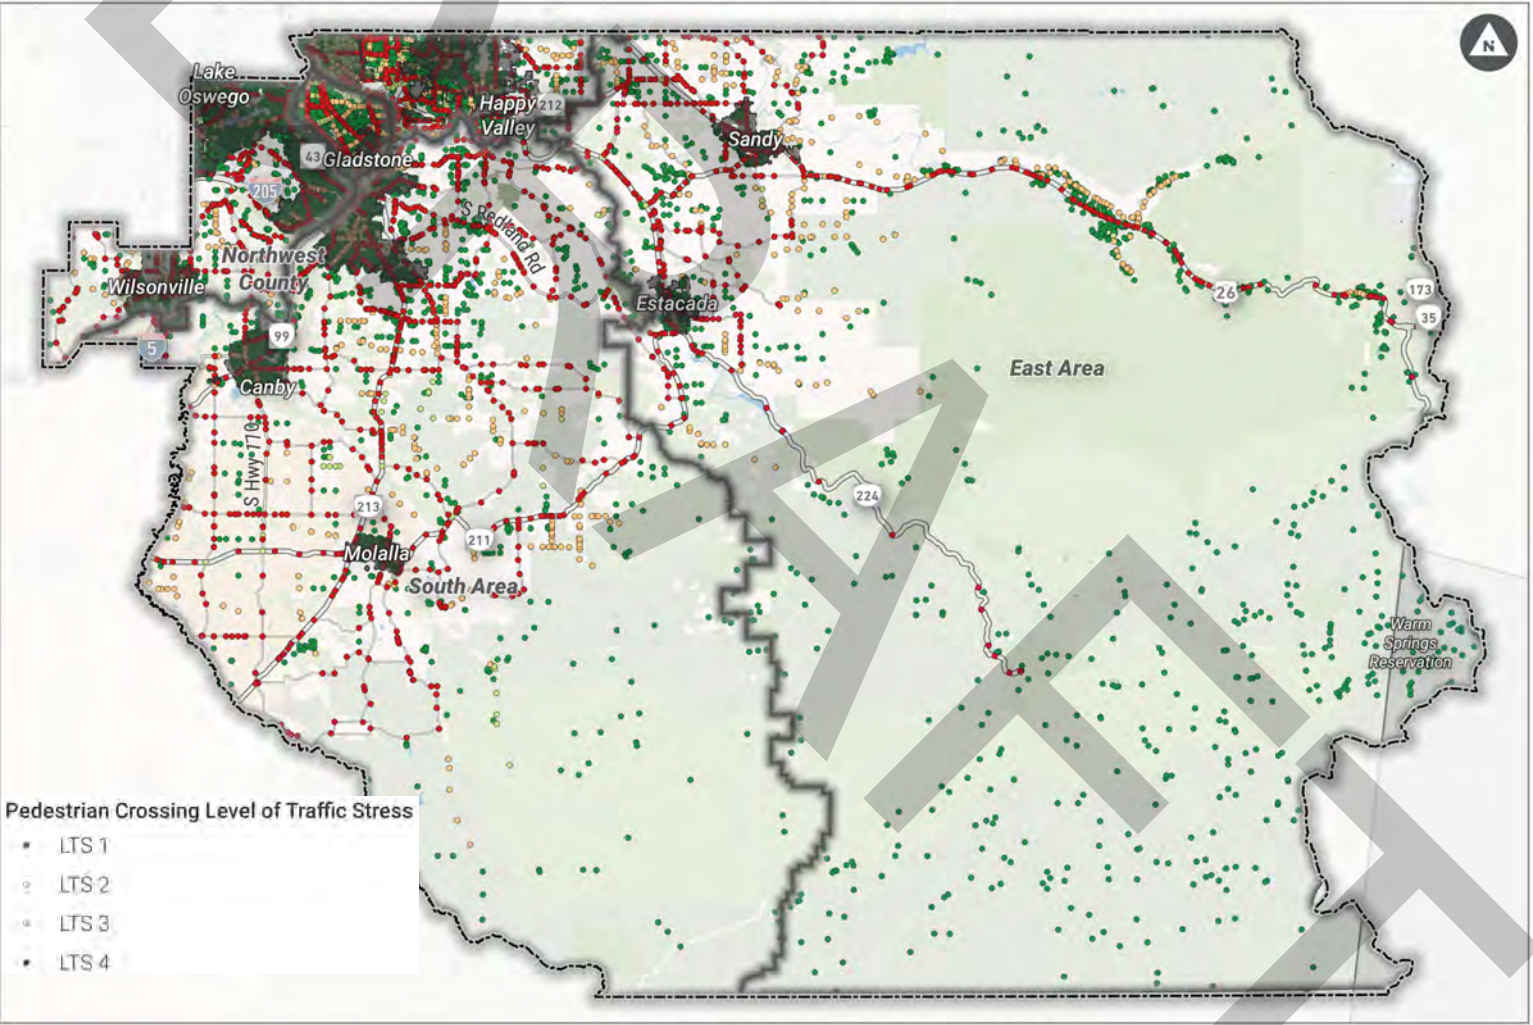 N
Lake
Oswego
Happy
Valley
212
Sandy
43
Gladstone
205
S Redland Rd
Northwest
County
Wilsonville
Estacada
26
173
35
99
5
Canby
East Area
S Hwy 170
213
224
211
Molalla
South Area
Warm
Springs
Reservation
Pedestrian Crossing Level of Traffic Stress
LTS 1
LTS 2
LTS 3
LTS 4
DRAFT